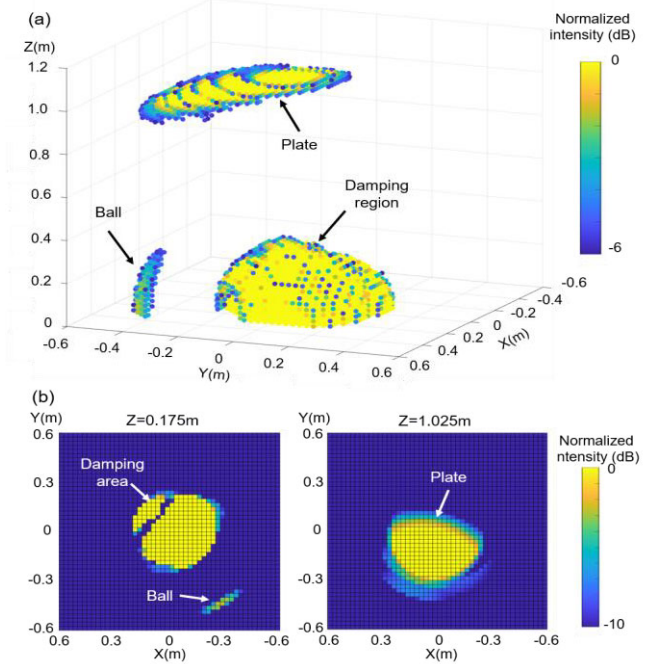 (a)
Normalized
intensity (dB)
Z(m)
1.2
1.0
0.8
0.6
0.4
0.2
0
Plate
Ball
Damping
region
0
-6
-0.6
-0.4
-0.2
0
0.2
0.4
0.6
Y(m)
0.6
0.4
0.2
0
-0.2
-0.4
-0.6
X(m)
(b)
Y(m)
Z=0.175m
0.6
0.3
0
-0.3
-0.6
Damping
area
Ball
0.6 0.3 0 -0.3 -0.6
X(m)
Y(m)
Z=1.025m
0.6
0.3
0
-0.3
-0.6
Plate
0.6 0.3 0 -0.3 -0.6
X(m)
Normalized
ntensity (dB)
0
-10